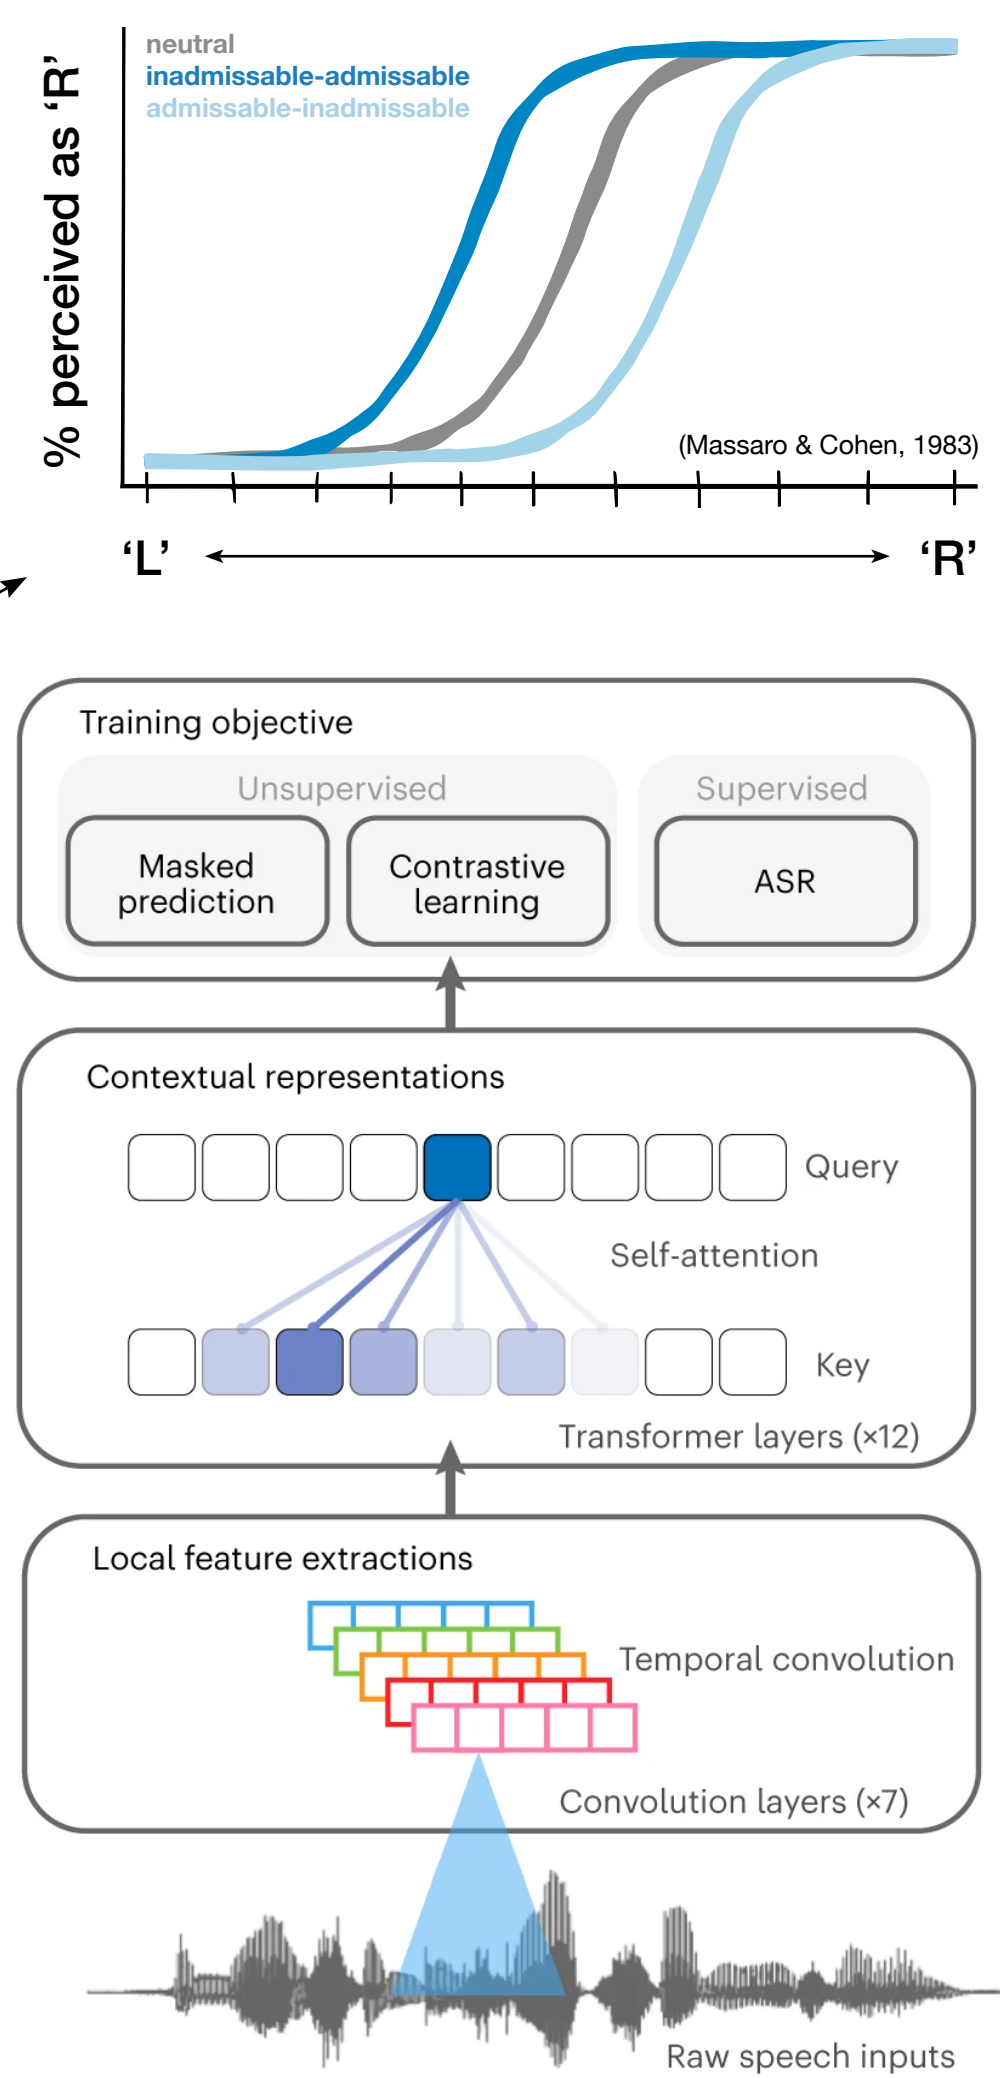 neutral
inadmissable-admissable
admissable-inadmissable
% perceived as ‘R’
(Massaro & Cohen, 1983)
‘L’
‘R’
Training objective
Unsupervised
Supervised
Masked
prediction
Contrastive
learning
ASR
Contextual representations
Query
Self-attention
Key
Transformer layers (×12)
Local feature extractions
Temporal convolution
Convolution layers (×7)
Raw speech inputs